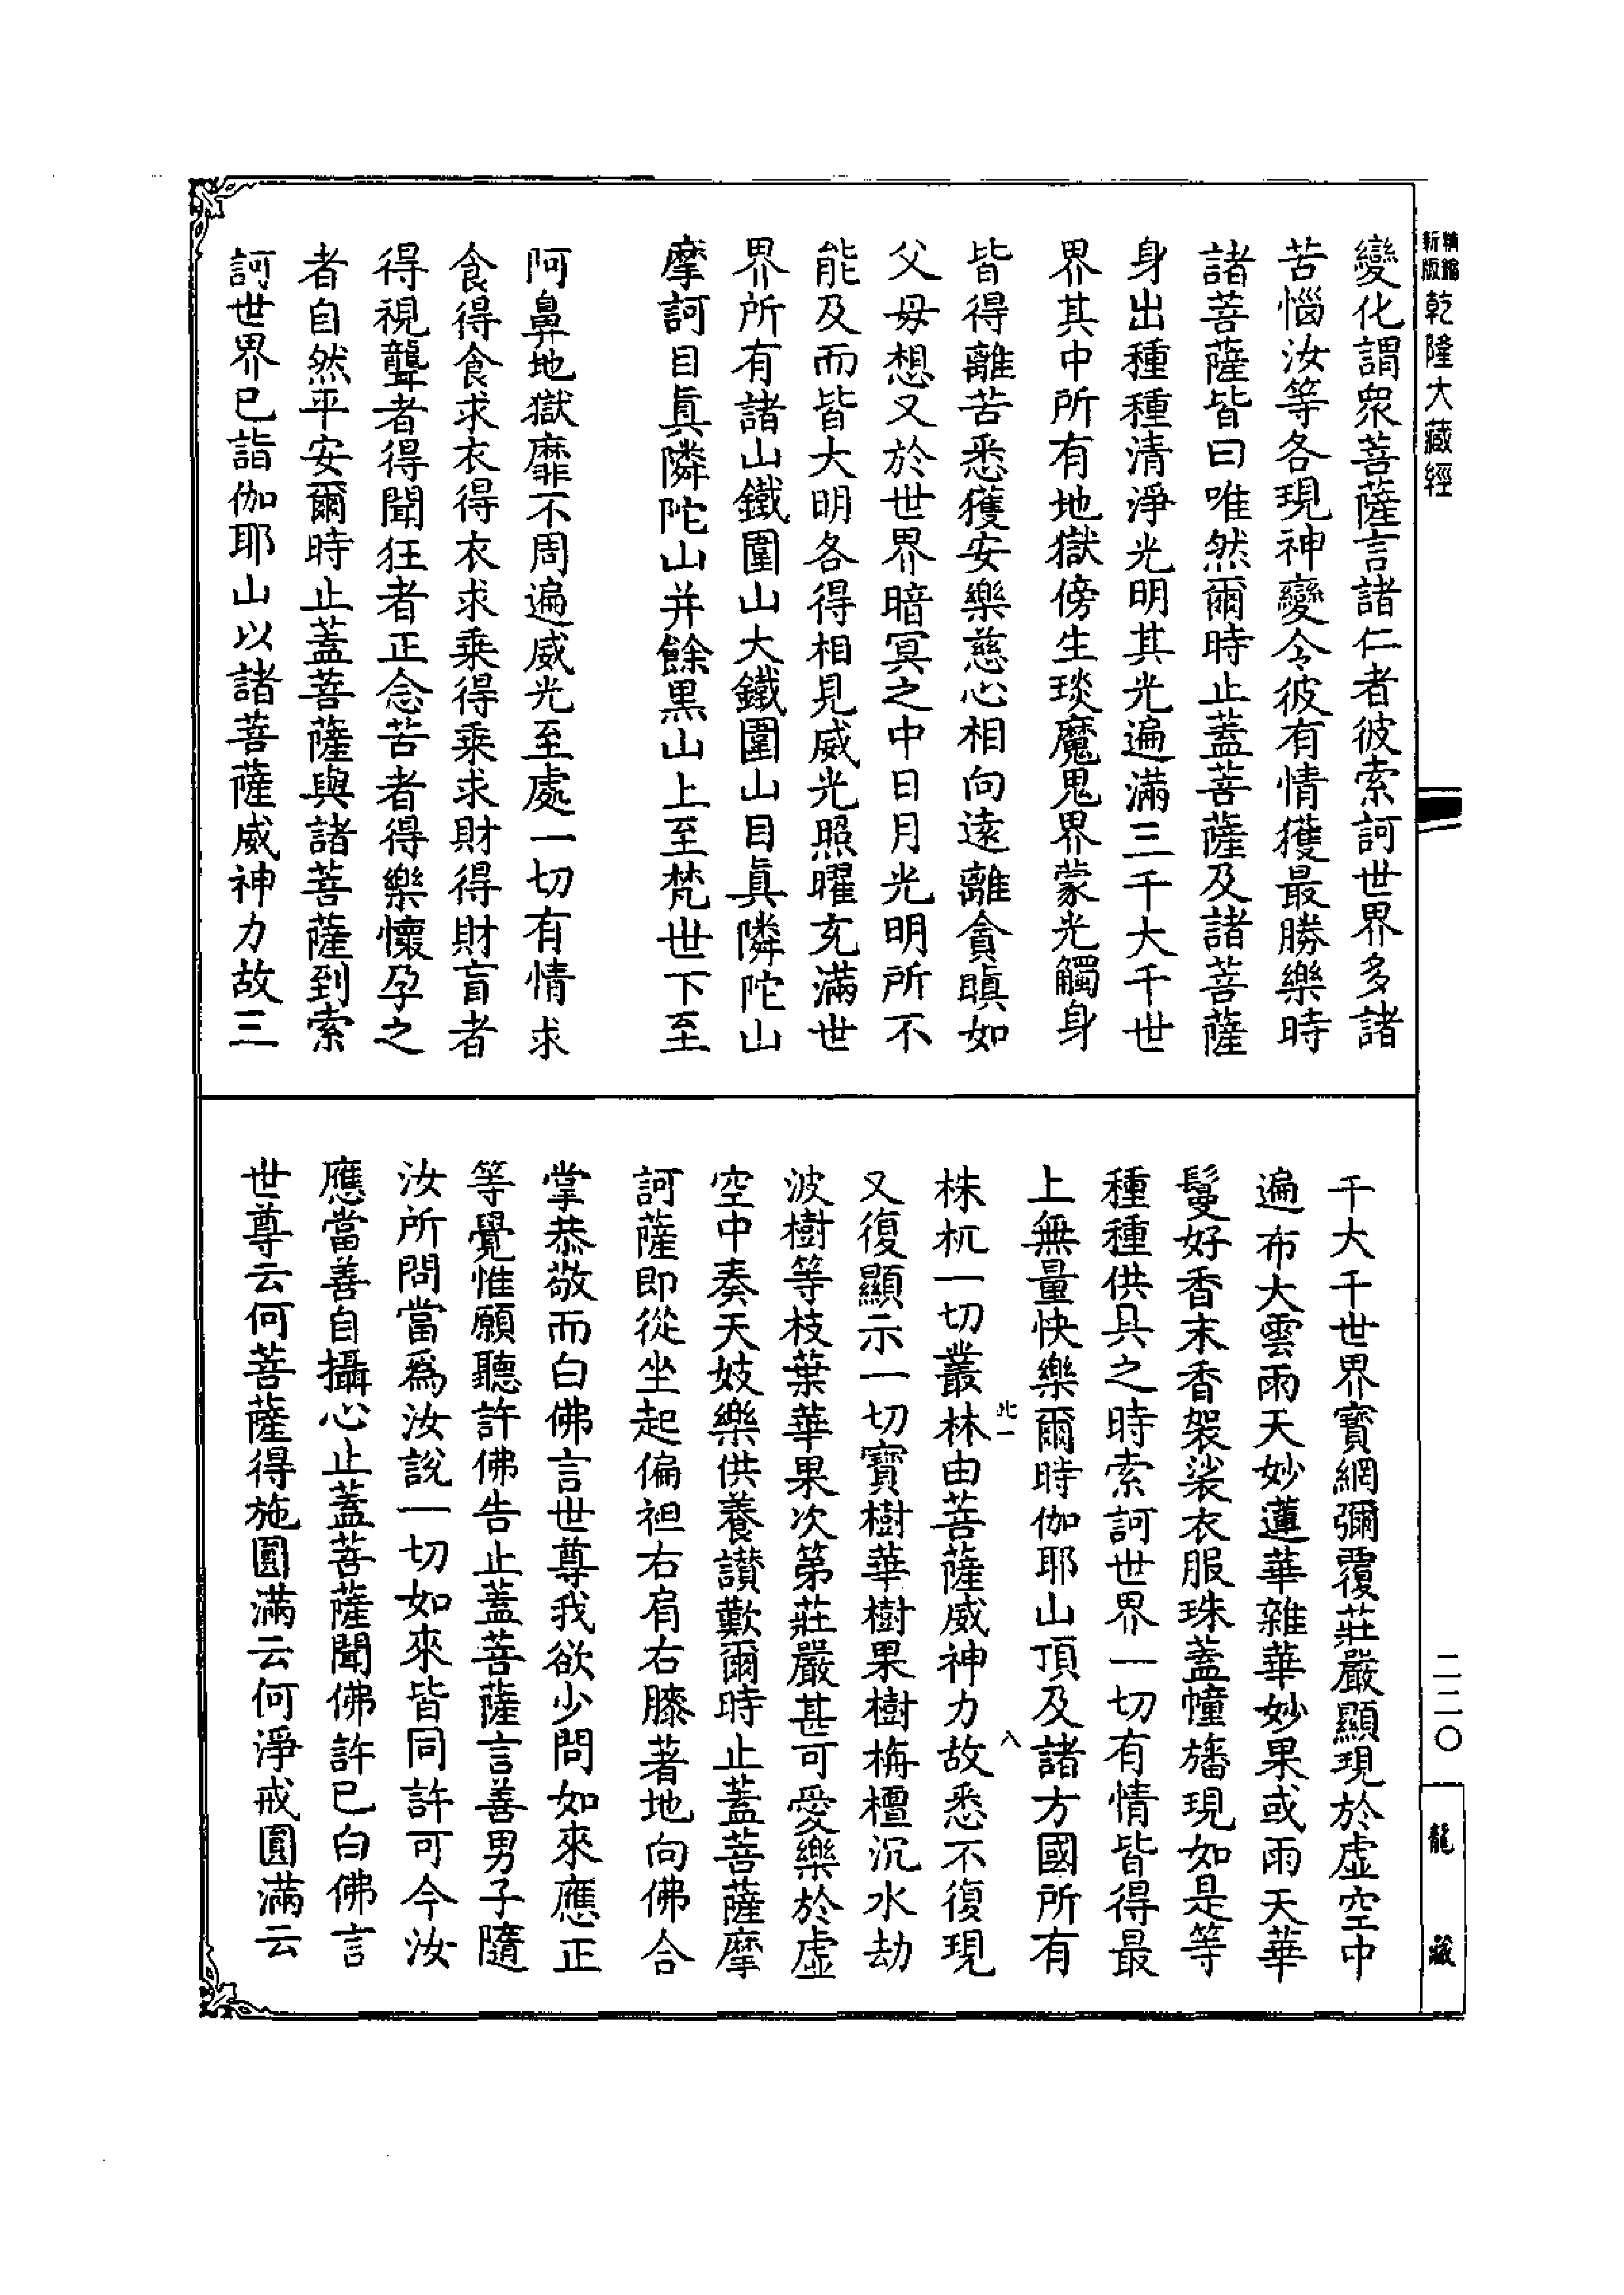 精縮
新版
乾隆大藏經
變化謂眾菩薩言諸仁者彼索訶世界多諸
苦惱汝等各現神變令彼有情獲最勝樂時
諸菩薩皆曰唯然爾時止蓋菩薩及諸菩薩
身出種種清淨光明其光遍滿三千大千世
界其中所有地獄傍生琰魔鬼界蒙光觸身
皆得離苦悉獲安樂慈心相向遠離貪瞋如
父母想又於世界暗冥之中日月光明所不
能及而皆大明各得相見威光照曜充滿世
界所有諸山鐵圍山大鐵圍山目眞隣陀山
摩訶目眞隣陀山并餘黑山上至梵世下至
阿鼻地獄靡不周遍威光至處一切有情求
食得食求衣得衣求乘得乘求財得財盲者
得視聾者得聞狂者正念苦者得樂懷孕之
者自然平安爾時止蓋菩薩與諸菩薩到索
訶世界已詣伽耶山以諸菩薩威神力故三
千大千世界寶網彌覆莊嚴顯現於虛空中
遍布大雲雨天妙蓮華雜華妙果或雨天華
鬘好香末香袈裟衣服珠蓋幢旛現如是等
種種供具之時索訶世界一切有情皆得最
上無量快樂爾時伽耶山頂及諸方國所有
株杌一切叢林由菩薩威神力故悉不復現
又復顯示一切寶樹華樹果樹栴檀沉水劫
波樹等枝葉華果次第莊嚴甚可愛樂於虛
空中奏天妓樂供養讃歎爾時止蓋菩薩摩
訶薩即從坐起偏袒右肩右膝著地向佛合
掌恭敬而白佛言世尊我欲少問如來應正
等覺惟願聽許佛告止蓋菩薩言善男子隨
汝所問當爲汝說一切如來皆同許可今汝
應當善自攝心止蓋菩薩聞佛許已白佛言
世尊云何菩薩得施圓滿云何淨戒圓滿云
二二〇
龍藏